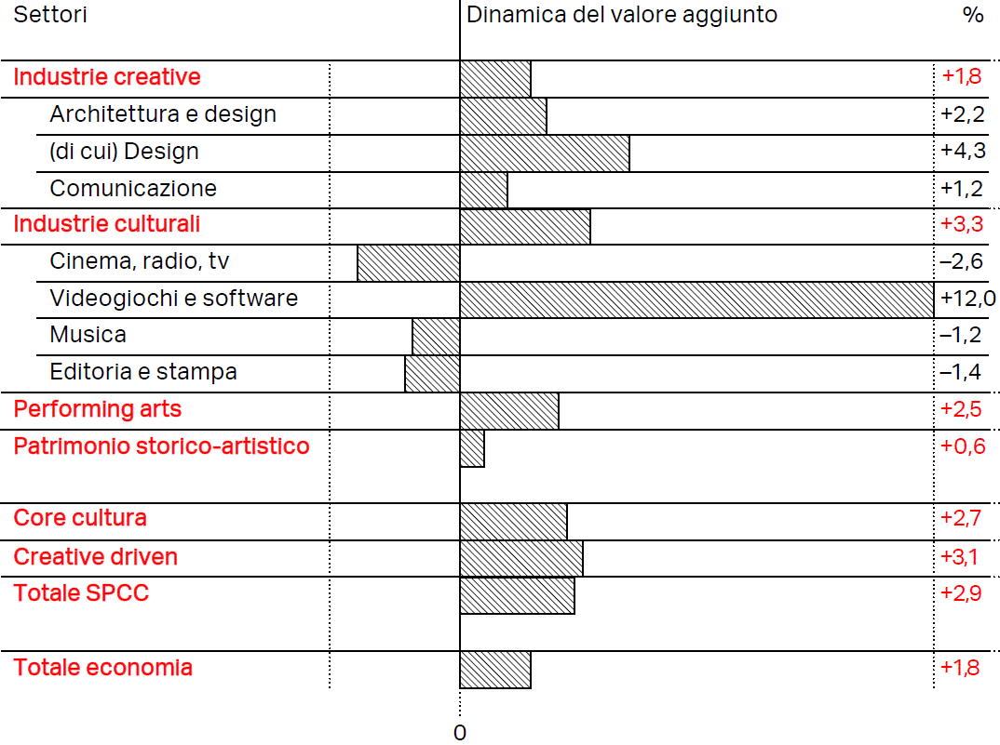 Settori Dinamica del valore aggiunto %
Industrie creative +1,8
Architettura e design +2,2
(di cui) Design +4,3
Comunicazione +1,2
Industrie culturali +3,3
Cinema, radio, tv –2,6
Videogiochi e software +12,0
Musica –1,2
Editoria e stampa –1,4
Performing arts +2,5
Patrimonio storico-artistico +0,6
Core cultura +2,7
Creative driven +3,1
Totale SPCC +2,9
Totale economia +1,8
0